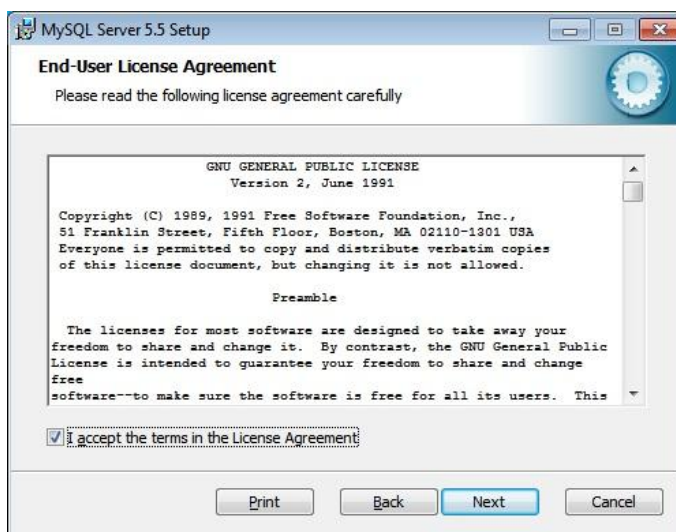 MySQL Server 5.5 Setup
End-User License Agreement
Please read the following license agreement carefully
GNU GENERAL PUBLIC LICENSE
Version 2, June 1991
Copyright (C) 1989, 1991 Free Software Foundation, Inc.,
51 Franklin Street, Fifth Floor, Boston, MA 02110-1301 USA
Everyone is permitted to copy and distribute verbatim copies
of this license document, but changing it is not allowed.
Preamble
The licenses for most software are designed to take away your
freedom to share and change it. By contrast, the GNU General Public
License is intended to guarantee your freedom to share and change
free
software--to make sure the software is free for all its users. This
I accept the terms in the License Agreement
Print Back Next Cancel